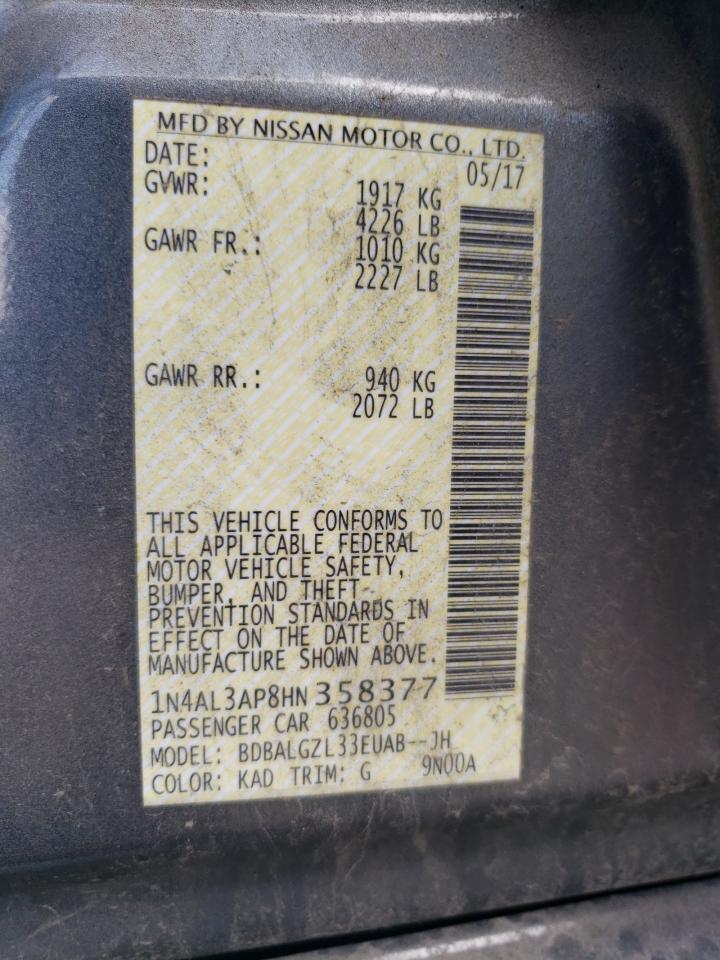 MFD BY NISSAN MOTOR CO., LTD.
DATE: 05/17
GVWR: 1917 KG
4226 LB
GAWR FR.: 1010 KG
2227 LB
GAWR RR.: 940 KG
2072 LB
THIS VEHICLE CONFORMS TO
ALL APPLICABLE FEDERAL
MOTOR VEHICLE SAFETY,
BUMPER, AND THEFT
PREVENTION STANDARDS IN
EFFECT ON THE DATE OF
MANUFACTURE SHOWN ABOVE.
1N4AL3AP8HN358377
PASSENGER CAR 636805
MODEL: BDBALGZL33EUAB--JH
COLOR: KAD TRIM: G 9N00A